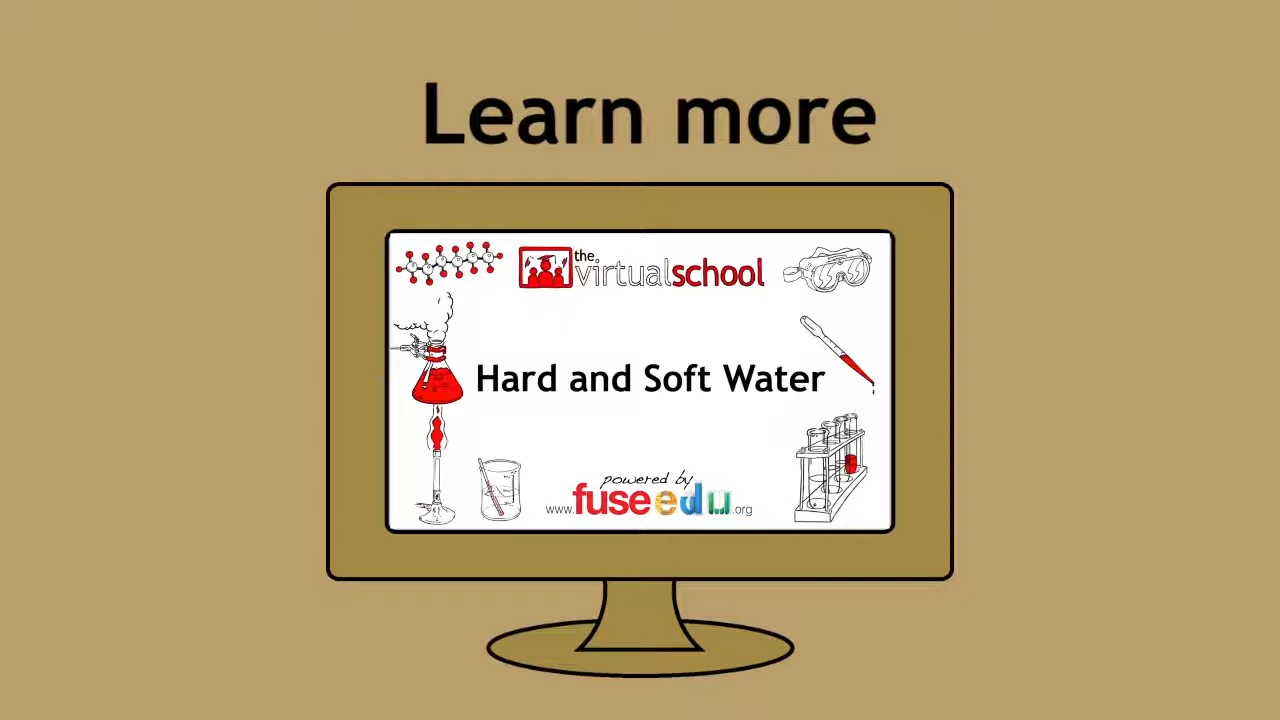 Learn more
the
virtualschool
Hard and Soft Water
powered by
www.fuseedu.org